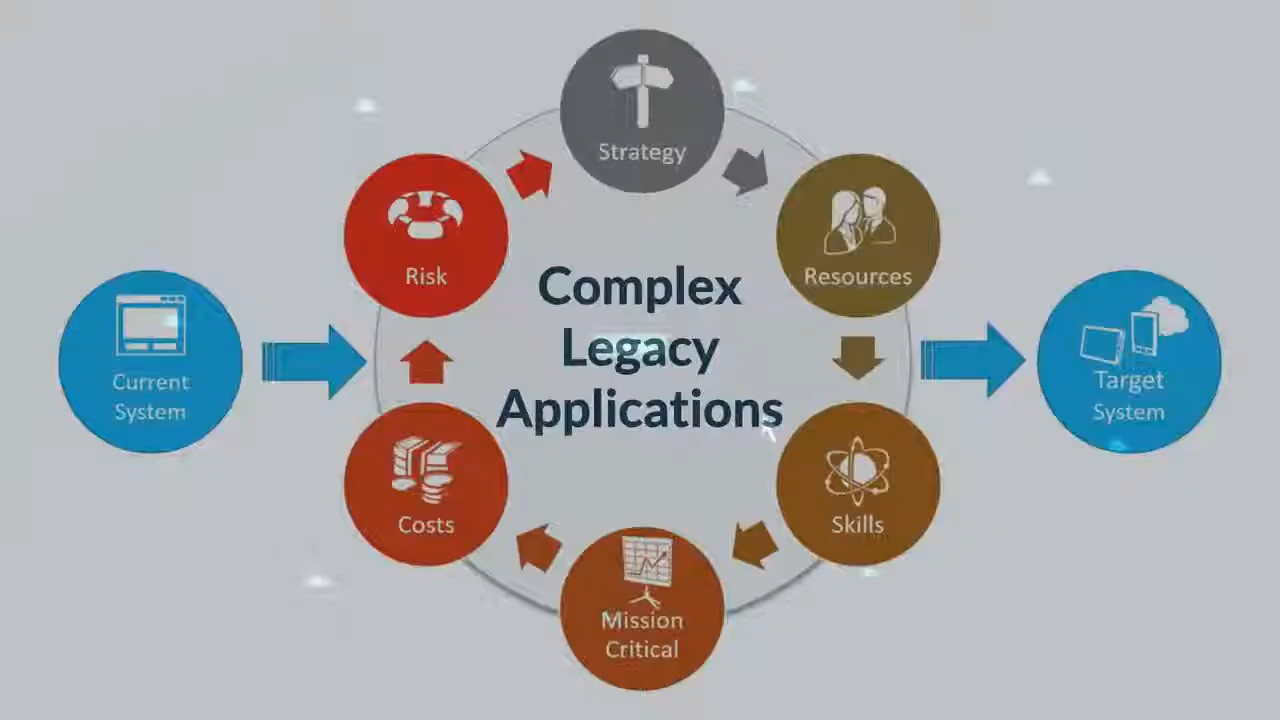 Strategy
Risk
Resources
Complex
Legacy
Applications
Current
System
Target
System
Costs
Skills
Mission
Critical